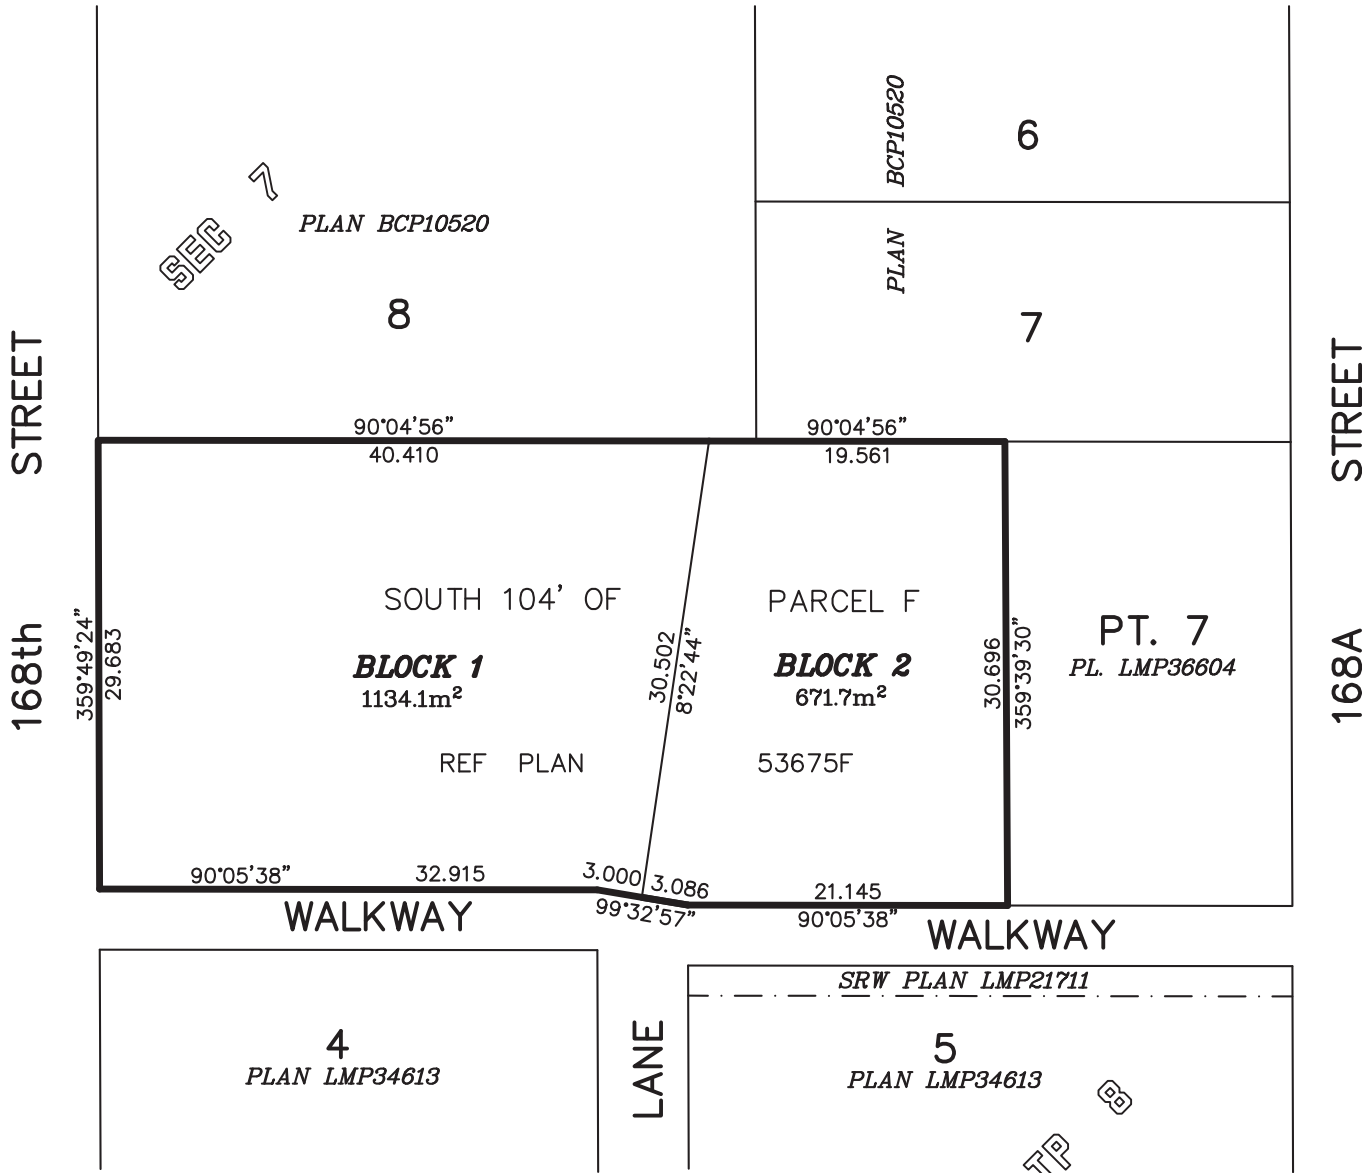 BCP10520
6
SEC 7
PLAN BCP10520
PLAN
8
7
STREET
STREET
90°04'56"
90°04'56"
40.410
19.561
SOUTH 104' OF
PARCEL F
168th
359°49'24"
29.683
BLOCK 1
1134.1m²
30.502
8°22'44"
BLOCK 2
671.7m²
30.696
359°39'30"
PT. 7
PL. LMP36604
168A
REF PLAN
53675F
90°05'38"
32.915
3.000
3.086
21.145
99°32'57"
90°05'38"
WALKWAY
WALKWAY
SRW PLAN LMP21711
4
PLAN LMP34613
LANE
5
PLAN LMP34613
TP 8